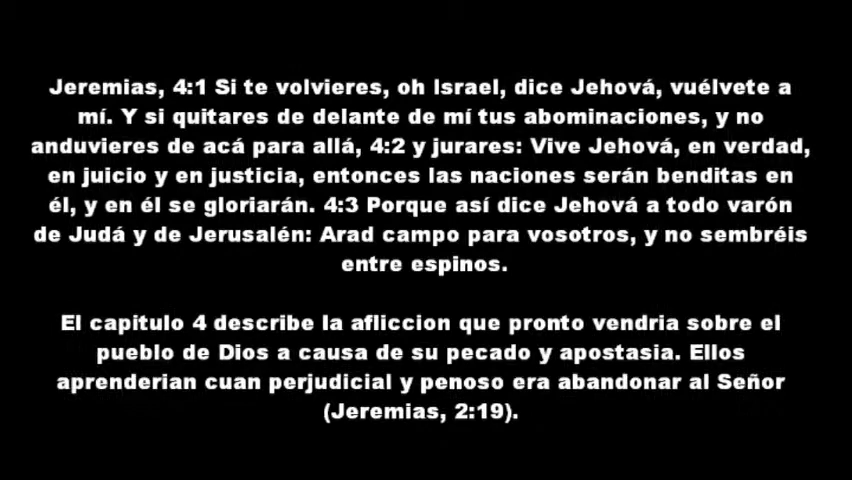 Jeremias, 4:1 Si te volvieres, oh Israel, dice Jehová, vuélvete a
mí. Y si quitares de delante de mí tus abominaciones, y no
anduvieres de acá para allá, 4:2 y jurares: Vive Jehová, en verdad,
en juicio y en justicia, entonces las naciones serán benditas en
él, y en él se gloriarán. 4:3 Porque así dice Jehová a todo varón
de Judá y de Jerusalén: Arad campo para vosotros, y no sembréis
entre espinos.
El capitulo 4 describe la afliccion que pronto vendria sobre el
pueblo de Dios a causa de su pecado y apostasia. Ellos
aprenderian cuan perjudicial y penoso era abandonar al Señor
(Jeremias, 2:19).